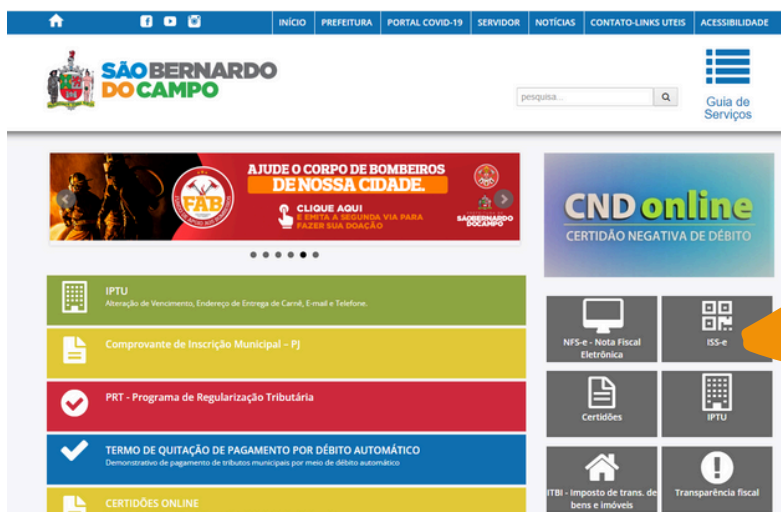 INÍCIO PREFEITURA PORTAL COVID-19 SERVIDOR NOTÍCIAS CONTATO-LINKS UTEIS ACESSIBILIDADE
SÃO BERNARDO
DO CAMPO
pesquisa...
Guia de
Serviços
AJUDE O CORPO DE BOMBEIROS
DE NOSSA CIDADE.
FAB
CLIQUE AQUI
E EMITA A SEGUNDA VIA PARA
FAZER SUA DOAÇÃO
SÃOBERNARDO
DOCAMPO
CND online
CERTIDÃO NEGATIVA DE DÉBITO
IPTU
Alteração de Vencimento, Endereço de Entrega de Carnê, E-mail e Telefone.
Comprovante de Inscrição Municipal – PJ
PRT - Programa de Regularização Tributária
TERMO DE QUITAÇÃO DE PAGAMENTO POR DÉBITO AUTOMÁTICO
Demonstrativo de pagamento de tributos municipais por meio de débito automático
CERTIDÕES ONLINE
NFS-e - Nota Fiscal
Eletrônica
ISS-e
Certidões
IPTU
ITBI - Imposto de trans. de
bens e imóveis
Transparência fiscal